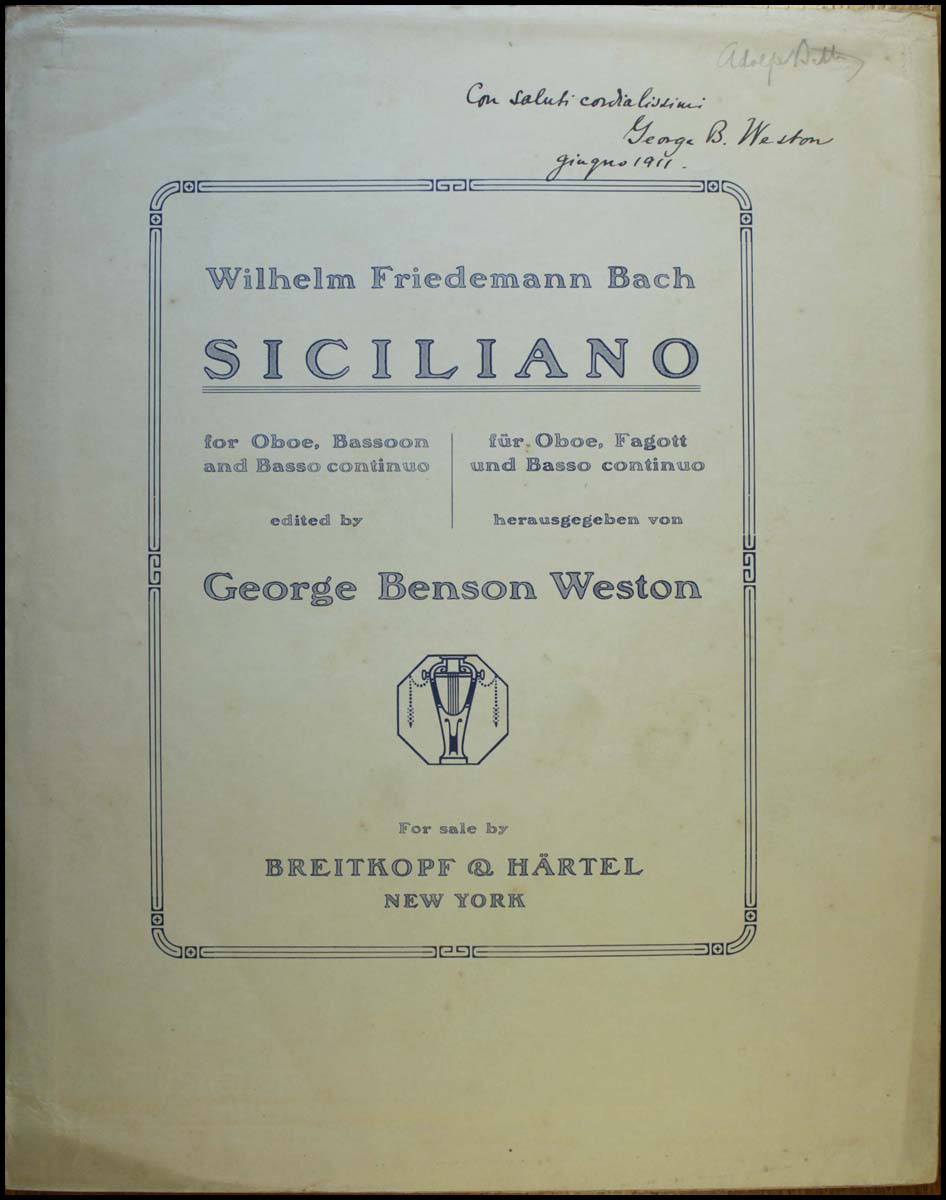 Adolfo
Con saluti cordialissimi
George B. Weston
giugno 1911.
Wilhelm Friedemann Bach
SICILIANO
for Oboe, Bassoon
and Basso continuo
edited by
für Oboe, Fagott
und Basso continuo
herausgegeben von
George Benson Weston
For sale by
BREITKOPF & HÄRTEL
NEW YORK